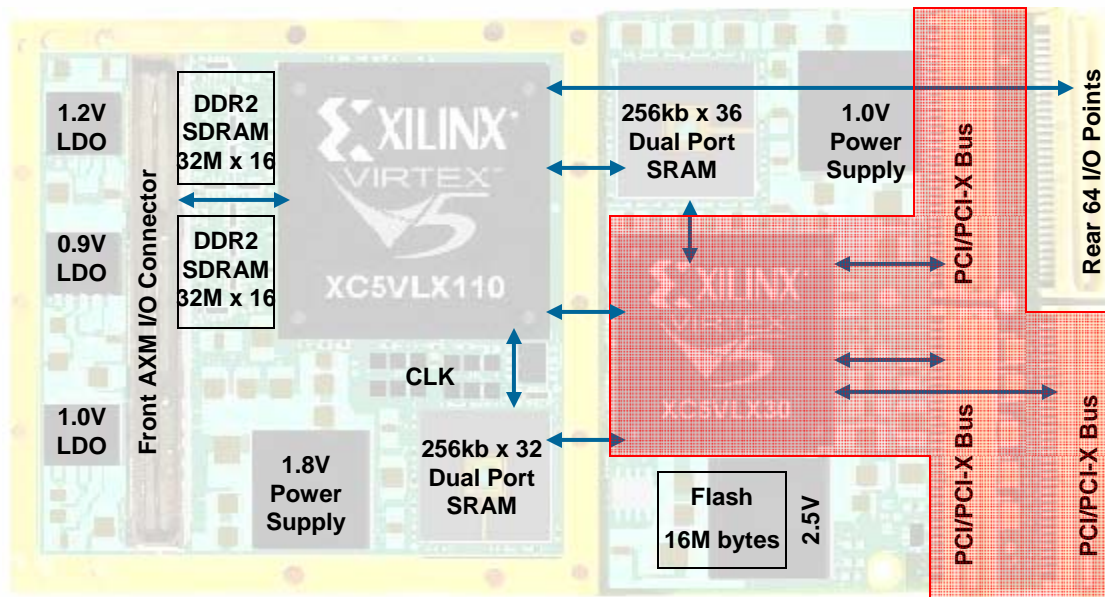 1.2V
LDO
0.9V
LDO
1.0V
LDO
Front AXM I/O Connector
DDR2
SDRAM
32M x 16
DDR2
SDRAM
32M x 16
XILINX
VIRTEX
5
XC5VLX110
CLK
1.8V
Power
Supply
256kb x 32
Dual Port
SRAM
256kb x 36
Dual Port
SRAM
1.0V
Power
Supply
XILINX
VIRTEX
5
XC5VLX30
Flash
16M bytes
2.5V
PCI/PCI-X Bus
PCI/PCI-X Bus
PCI/PCI-X Bus
Rear 64 I/O Points